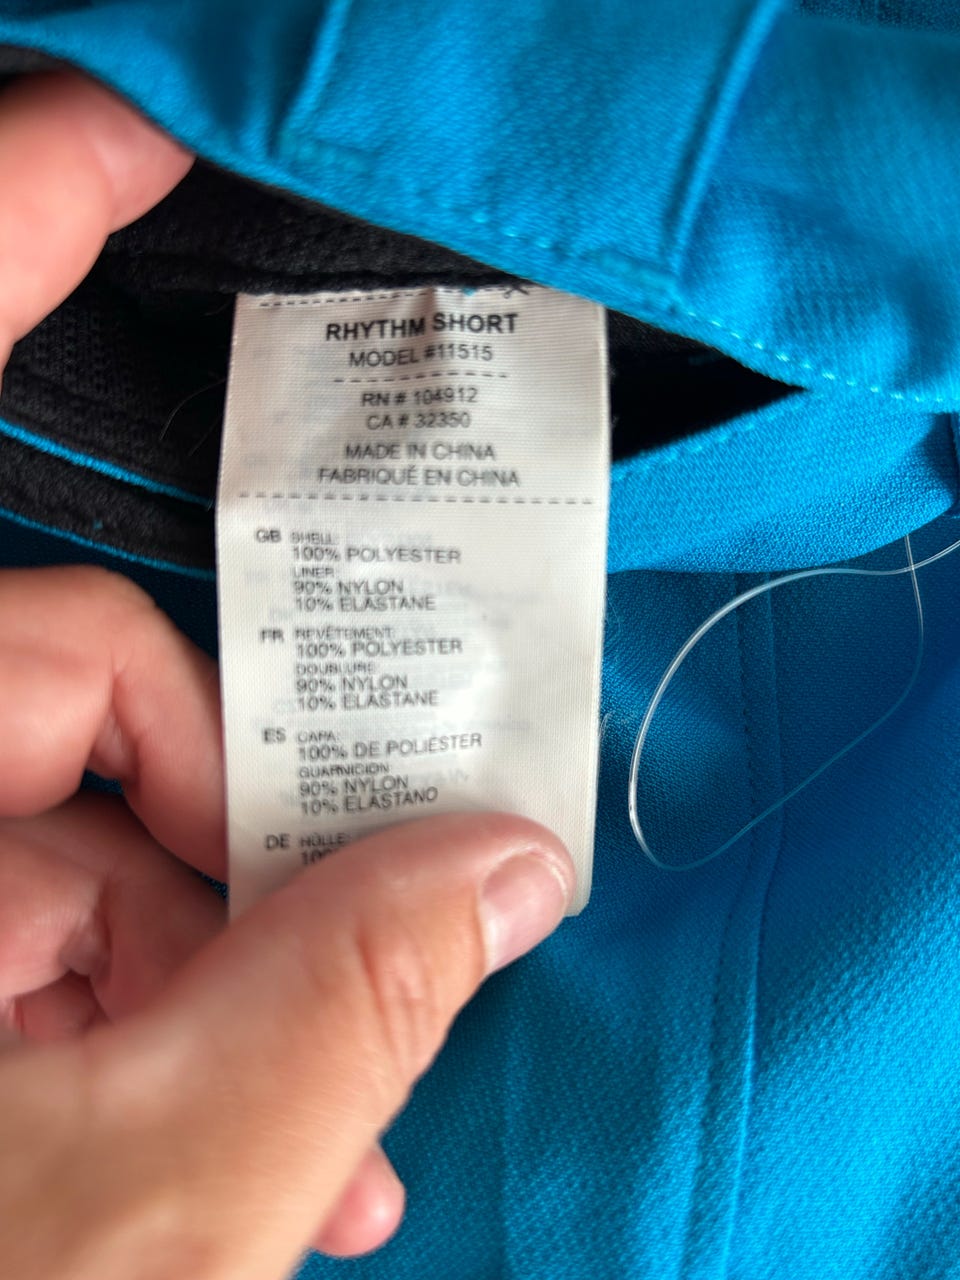 RHYTHM SHORT
MODEL #11515
RN # 104912
CA # 32350
MADE IN CHINA
FABRIQUÉ EN CHINA
GB SHELL:
100% POLYESTER
LINER:
90% NYLON
10% ELASTANE
FR REVÊTEMENT:
100% POLYESTER
DOUBLURE:
90% NYLON
10% ELASTANE
ES CAPA:
100% DE POLIÉSTER
GUARNICIÓN:
90% NYLON
10% ELASTANO
DE HÜLLE: